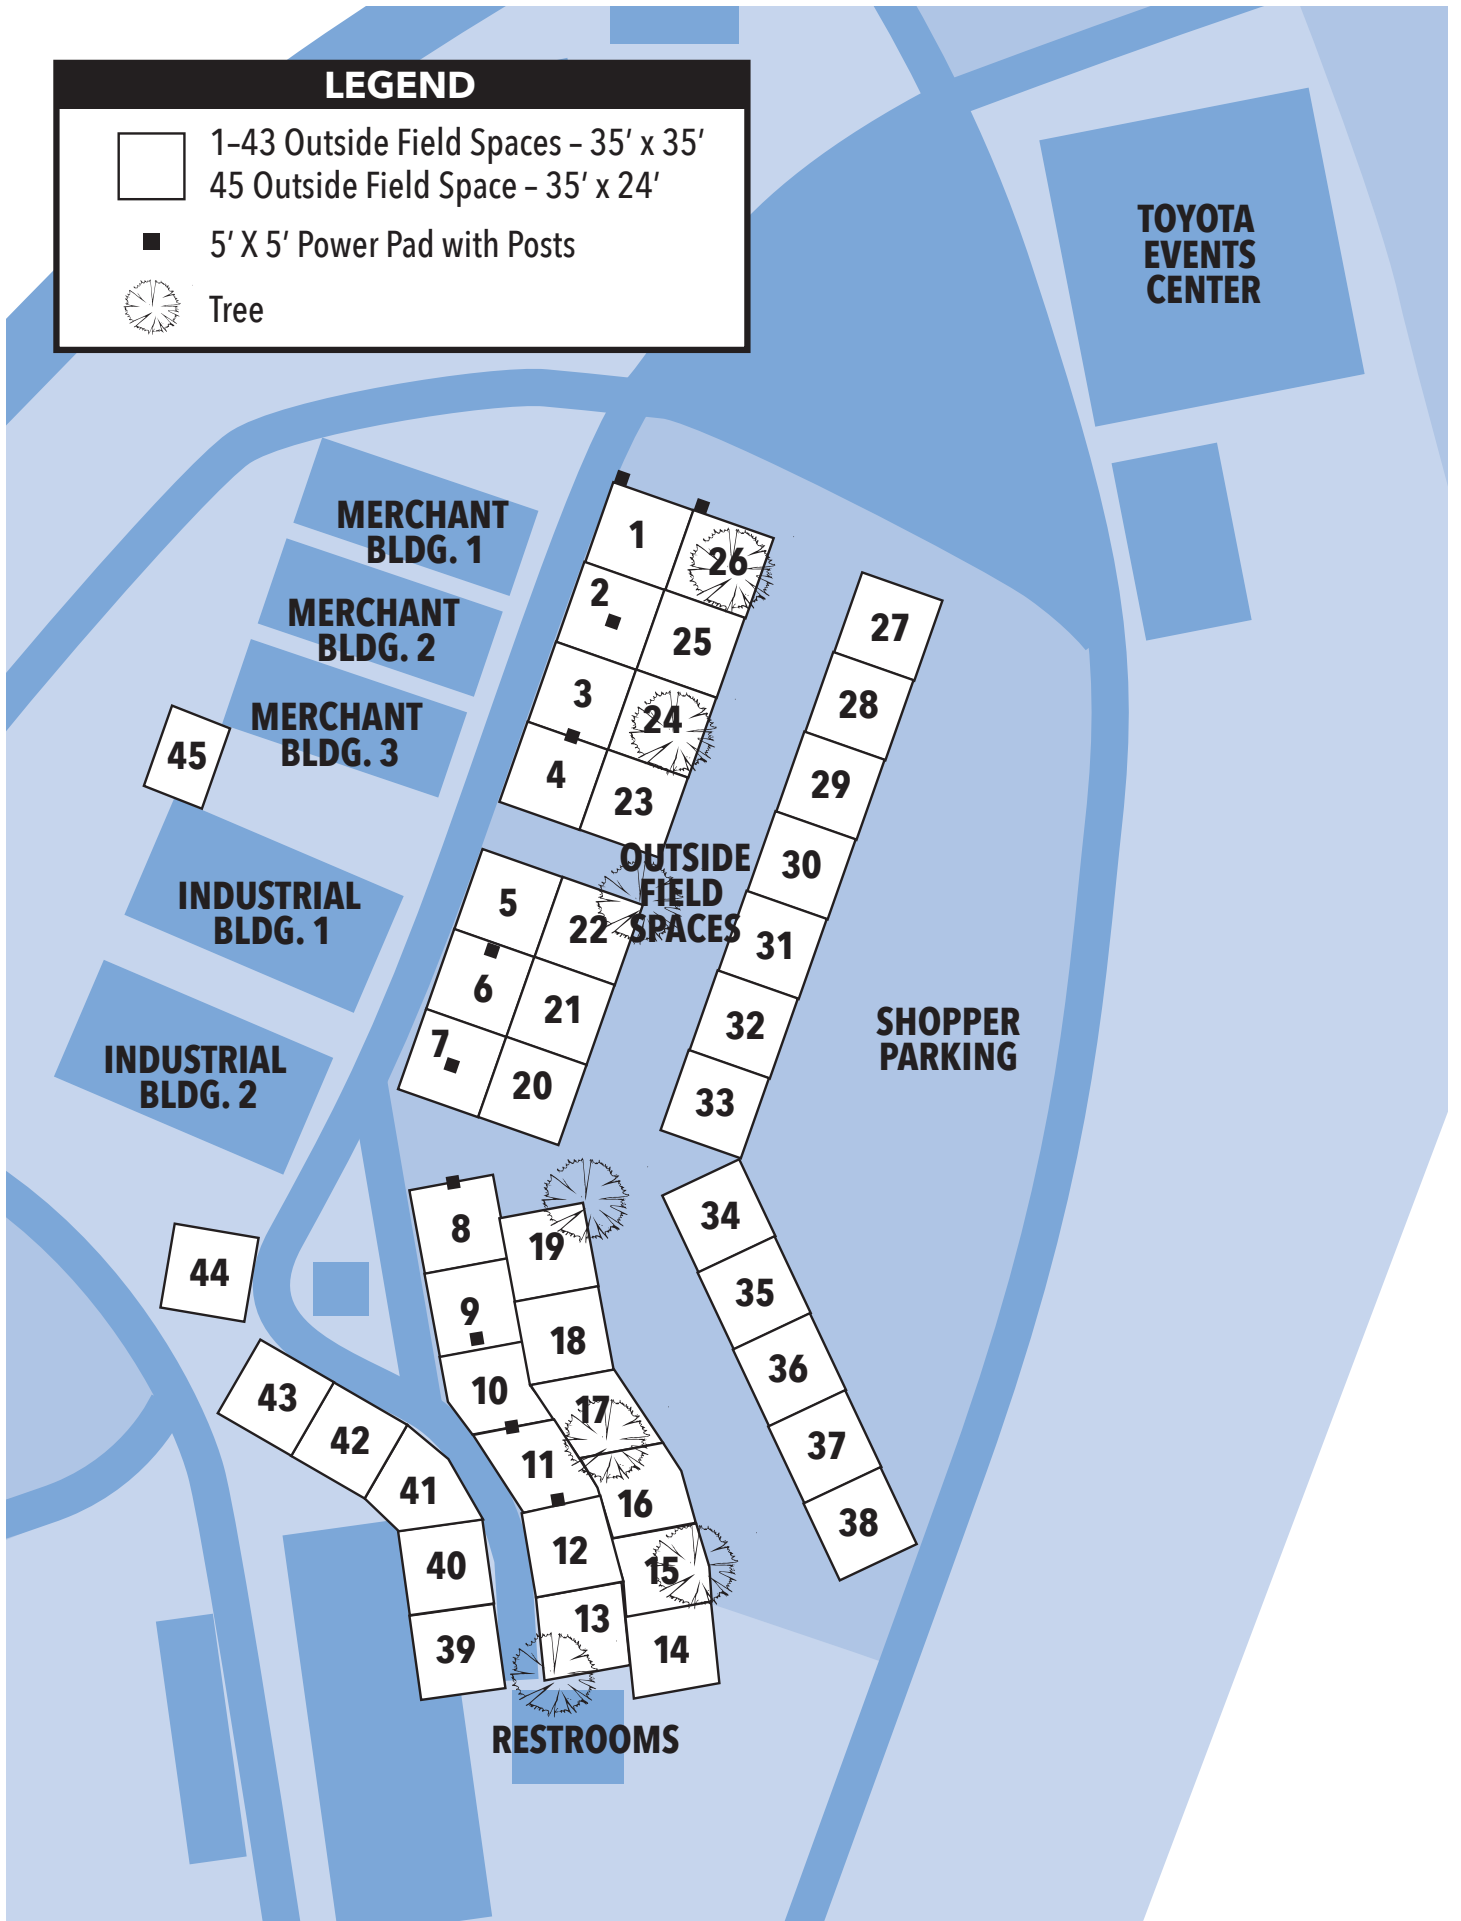 LEGEND
1–43 Outside Field Spaces – 35′ x 35′
45 Outside Field Space – 35′ x 24′
5′ X 5′ Power Pad with Posts
Tree
TOYOTA
EVENTS
CENTER
MERCHANT
BLDG. 1
MERCHANT
BLDG. 2
MERCHANT
BLDG. 3
INDUSTRIAL
BLDG. 1
INDUSTRIAL
BLDG. 2
OUTSIDE
FIELD
SPACES
SHOPPER
PARKING
RESTROOMS
1
2
3
4
5
6
7
8
9
10
11
12
13
14
15
16
17
18
19
20
21
22
23
24
25
26
27
28
29
30
31
32
33
34
35
36
37
38
39
40
41
42
43
44
45